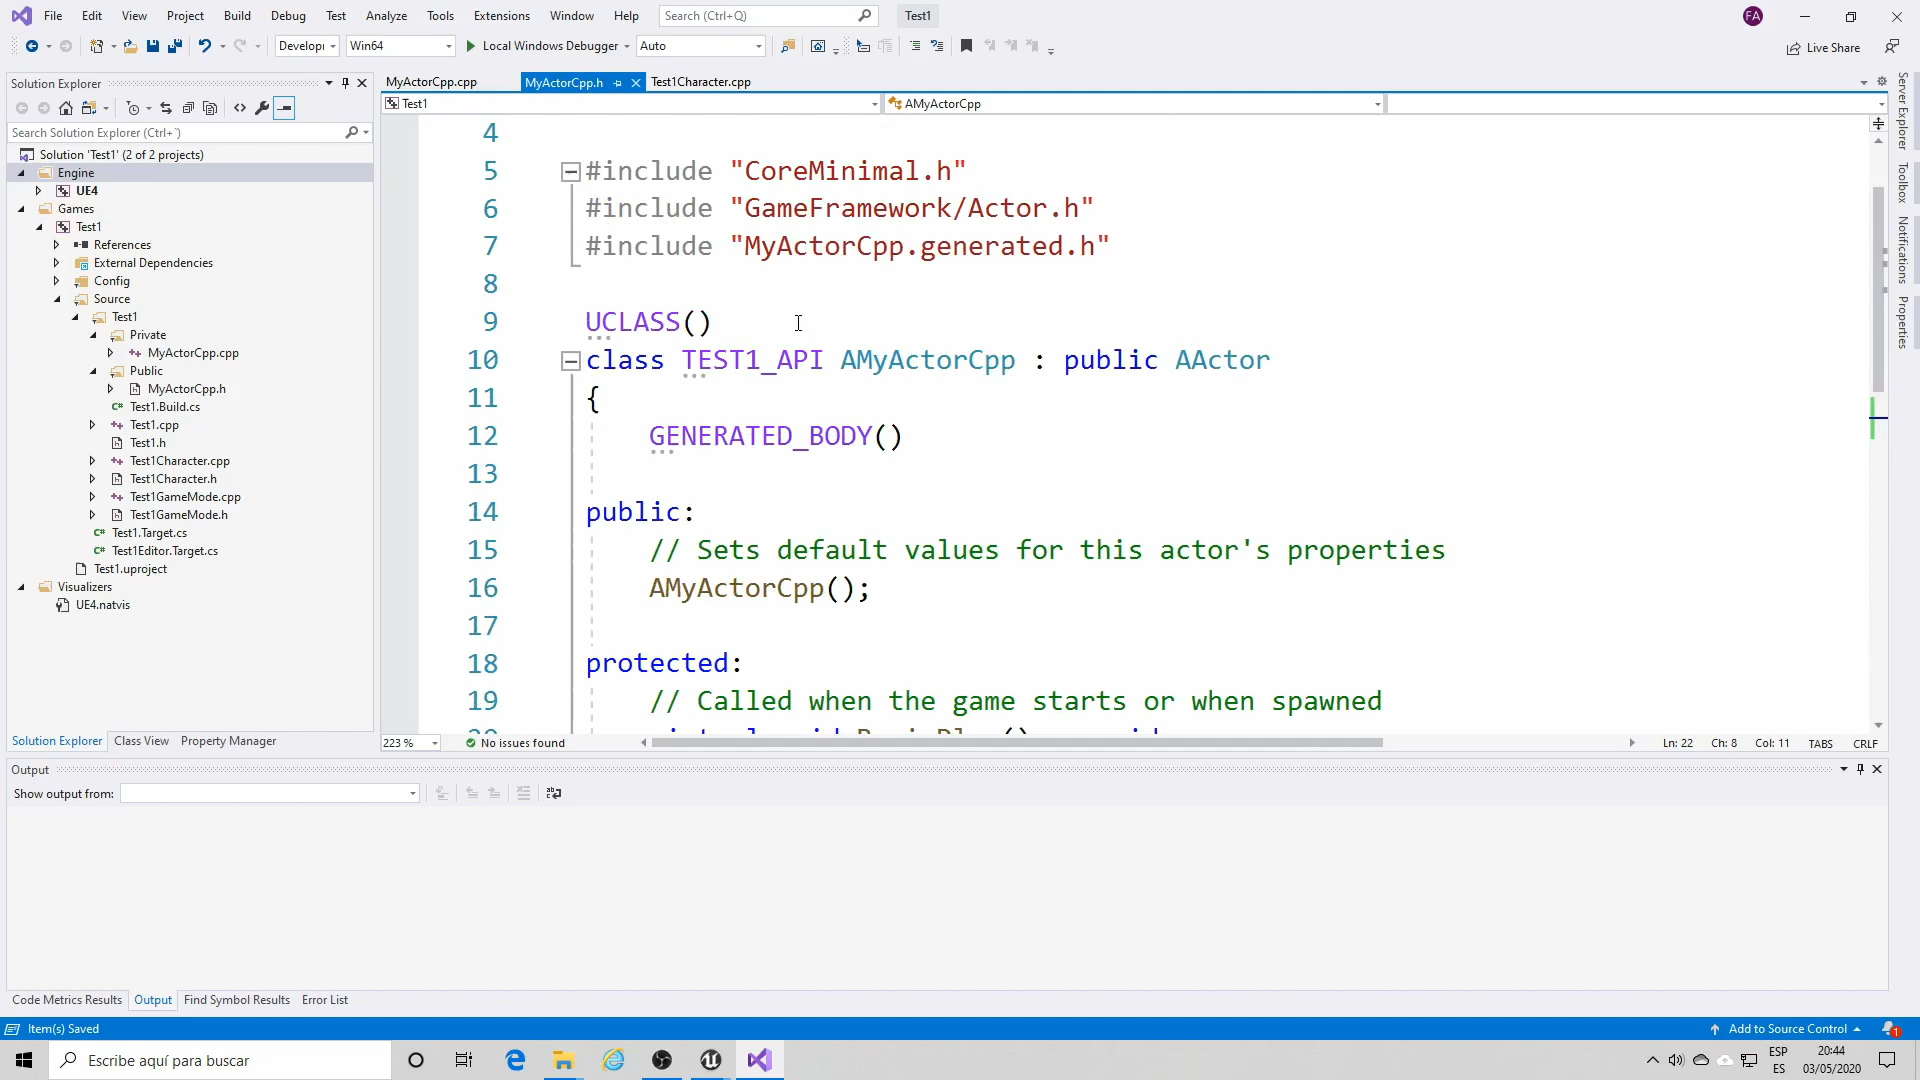 File Edit View Project Build Debug Test Analyze Tools Extensions Window Help Search (Ctrl+Q) Test1 FA
Develop Win64 Local Windows Debugger Auto Live Share
Solution Explorer
Search Solution Explorer (Ctrl+`)
Solution 'Test1' (2 of 2 projects)
Engine
UE4
Games
Test1
References
External Dependencies
Config
Source
Test1
Private
MyActorCpp.cpp
Public
MyActorCpp.h
Test1.Build.cs
Test1.cpp
Test1.h
Test1Character.cpp
Test1Character.h
Test1GameMode.cpp
Test1GameMode.h
Test1.Target.cs
Test1Editor.Target.cs
Test1.uproject
Visualizers
UE4.natvis
Solution Explorer Class View Property Manager
MyActorCpp.cpp MyActorCpp.h Test1Character.cpp
Test1 AMyActorCpp
4
5 #include "CoreMinimal.h"
6 #include "GameFramework/Actor.h"
7 #include "MyActorCpp.generated.h"
8
9 UCLASS()
10 class TEST1_API AMyActorCpp : public AActor
11 {
12 GENERATED_BODY()
13
14 public:
15 // Sets default values for this actor's properties
16 AMyActorCpp();
17
18 protected:
19 // Called when the game starts or when spawned
223 % No issues found Ln: 22 Ch: 8 Col: 11 TABS CRLF
Server Explorer
Toolbox
Notifications
Properties
Output
Show output from:
Code Metrics Results Output Find Symbol Results Error List
Item(s) Saved Add to Source Control 1
Escribe aquí para buscar
ESP
ES
20:44
03/05/2020